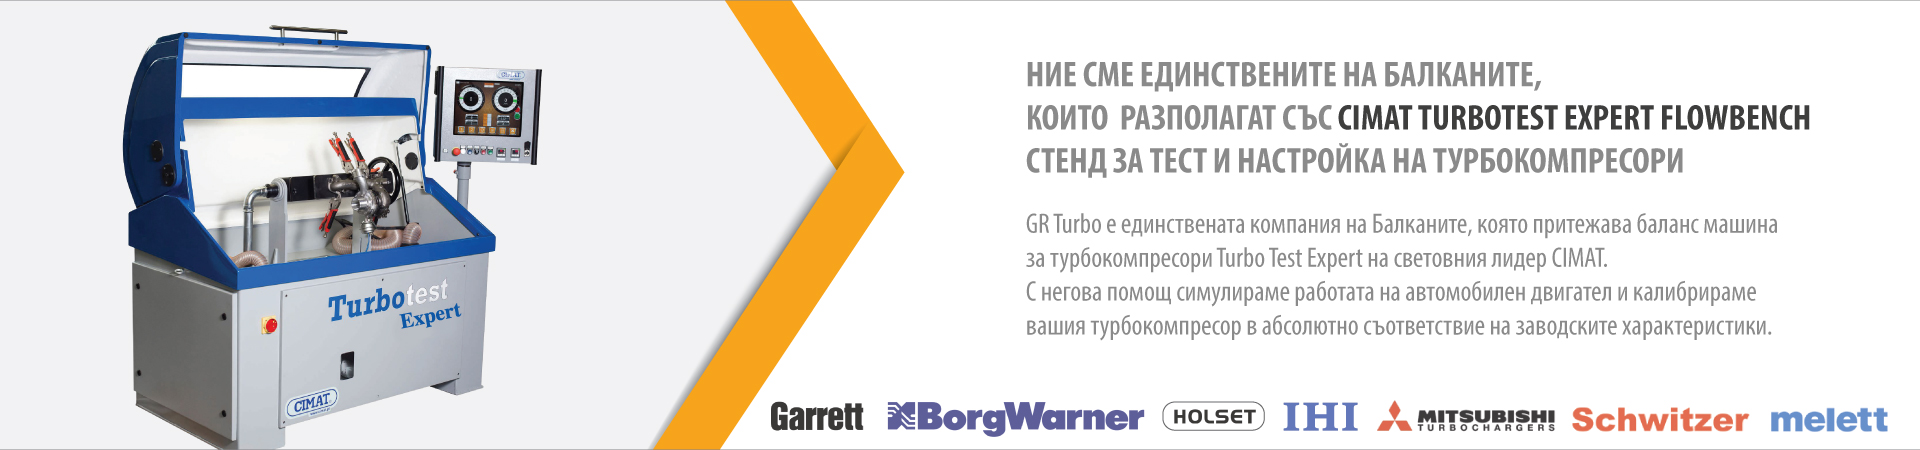 CIMAT
Turbotest
Expert
CIMAT
НИЕ СМЕ ЕДИНСТВЕНИТЕ НА БАЛКАНИТЕ,
КОИТО РАЗПОЛАГАТ СЪС CIMAT TURBOTEST EXPERT FLOWBENCH
СТЕНД ЗА ТЕСТ И НАСТРОЙКА НА ТУРБОКОМПРЕСОРИ
GR Turbo е единствената компания на Балканите, която притежава баланс машина
за турбокомпресори Turbo Test Expert на световния лидер CIMAT.
С негова помощ симулираме работата на автомобилен двигател и калибрираме
вашия турбокомпресор в абсолютно съответствие на заводските характеристики.
Garrett BorgWarner HOLSET IHI MITSUBISHI TURBOCHARGERS Schwitzer melett